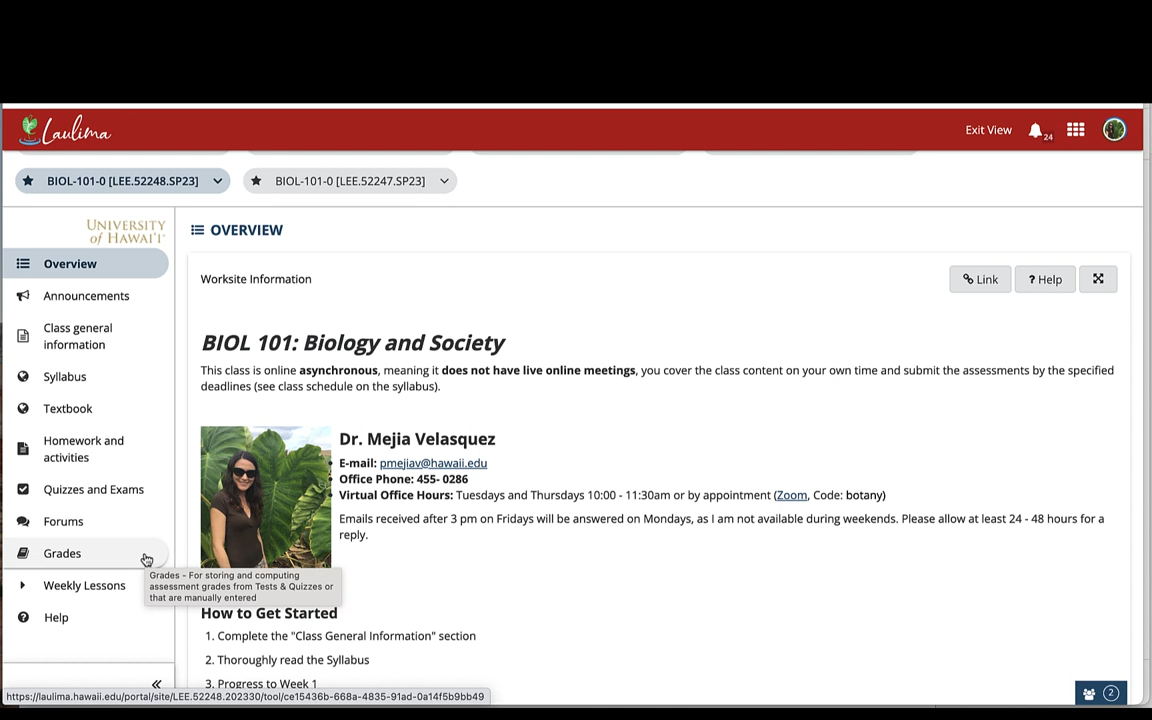 Laulima
Exit View
24
BIOL-101-0 [LEE.52248.SP23]
BIOL-101-0 [LEE.52247.SP23]
UNIVERSITY
of HAWAI'I
OVERVIEW
Overview
Worksite Information
Link
? Help
Announcements
Class general
information
Syllabus
Textbook
Homework and
activities
Quizzes and Exams
Forums
Grades
Weekly Lessons
Help
BIOL 101: Biology and Society
This class is online asynchronous, meaning it does not have live online meetings, you cover the class content on your own time and submit the assessments by the specified
deadlines (see class schedule on the syllabus).
Dr. Mejia Velasquez
E-mail: pmejiav@hawaii.edu
Office Phone: 455- 0286
Virtual Office Hours: Tuesdays and Thursdays 10:00 - 11:30am or by appointment (Zoom, Code: botany)
Emails received after 3 pm on Fridays will be answered on Mondays, as I am not available during weekends. Please allow at least 24 - 48 hours for a
reply.
Grades - For storing and computing
assessment grades from Tests & Quizzes or
that are manually entered
How to Get Started
1. Complete the "Class General Information" section
2. Thoroughly read the Syllabus
3. Progress to Week 1
«
https://laulima.hawaii.edu/portal/site/LEE.52248.202330/tool/ce15436b-668a-4835-91ad-0a14f5b9bb49
2